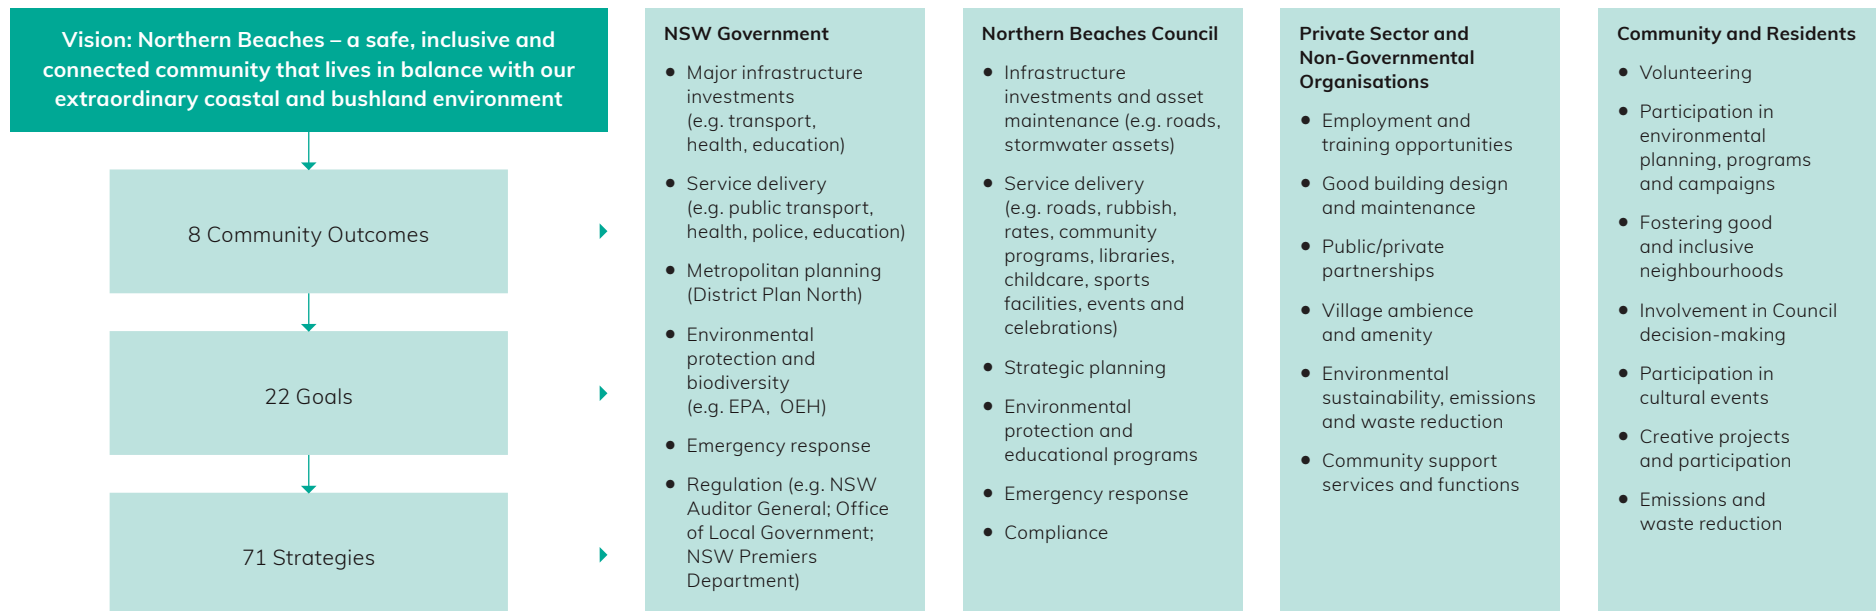 Vision: Northern Beaches – a safe, inclusive and
connected community that lives in balance with our
extraordinary coastal and bushland environment
8 Community Outcomes
22 Goals
71 Strategies
NSW Government
• Major infrastructure
investments
(e.g. transport,
health, education)
• Service delivery
(e.g. public transport,
health, police, education)
• Metropolitan planning
(District Plan North)
• Environmental
protection and
biodiversity
(e.g. EPA, OEH)
• Emergency response
• Regulation (e.g. NSW
Auditor General; Office
of Local Government;
NSW Premiers
Department)
Northern Beaches Council
• Infrastructure
investments and asset
maintenance (e.g. roads,
stormwater assets)
• Service delivery
(e.g. roads, rubbish,
rates, community
programs, libraries,
childcare, sports
facilities, events and
celebrations)
• Strategic planning
• Environmental
protection and
educational programs
• Emergency response
• Compliance
Private Sector and
Non-Governmental
Organisations
• Employment and
training opportunities
• Good building design
and maintenance
• Public/private
partnerships
• Village ambience
and amenity
• Environmental
sustainability, emissions
and waste reduction
• Community support
services and functions
Community and Residents
• Volunteering
• Participation in
environmental
planning, programs
and campaigns
• Fostering good
and inclusive
neighbourhoods
• Involvement in Council
decision-making
• Participation in
cultural events
• Creative projects
and participation
• Emissions and
waste reduction